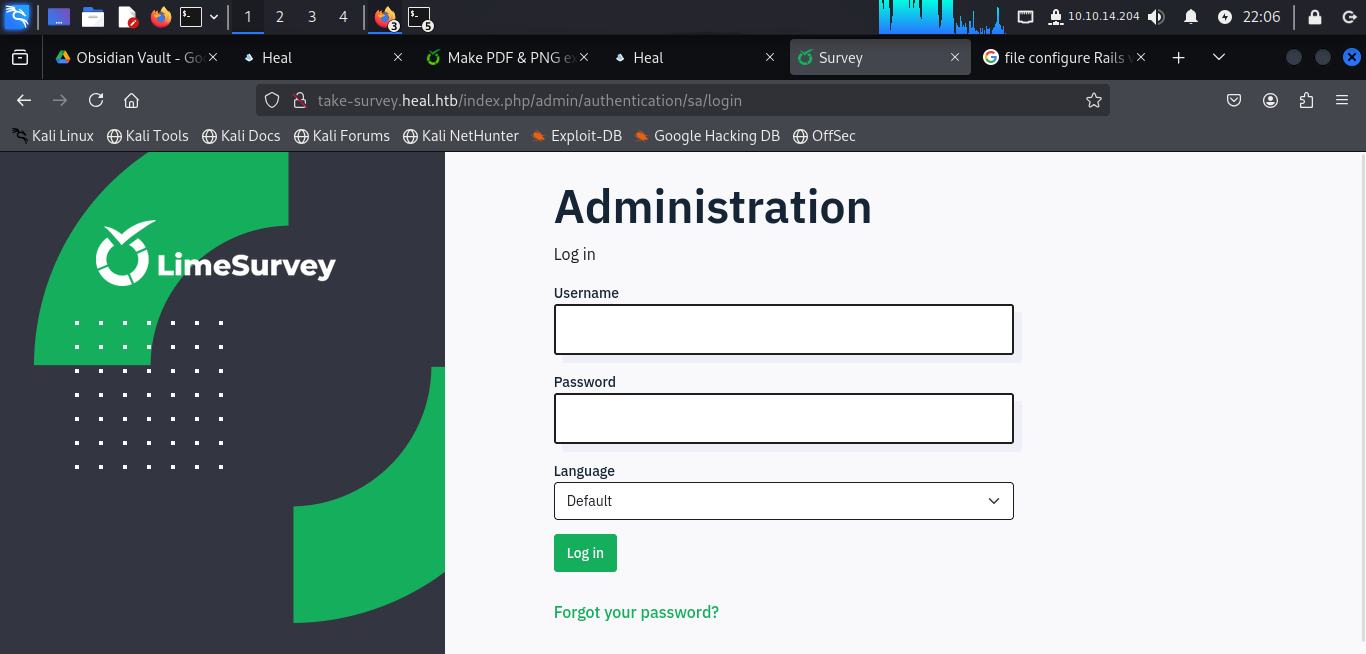 1 2 3 4 3 5 10.10.14.204 22:06
Obsidian Vault - Go Heal Make PDF & PNG ex Heal Survey file configure Rails v
take-survey.heal.htb/index.php/admin/authentication/sa/login
Kali Linux Kali Tools Kali Docs Kali Forums Kali NetHunter Exploit-DB Google Hacking DB OffSec
LimeSurvey
Administration
Log in
Username
Password
Language
Default
Log in
Forgot your password?